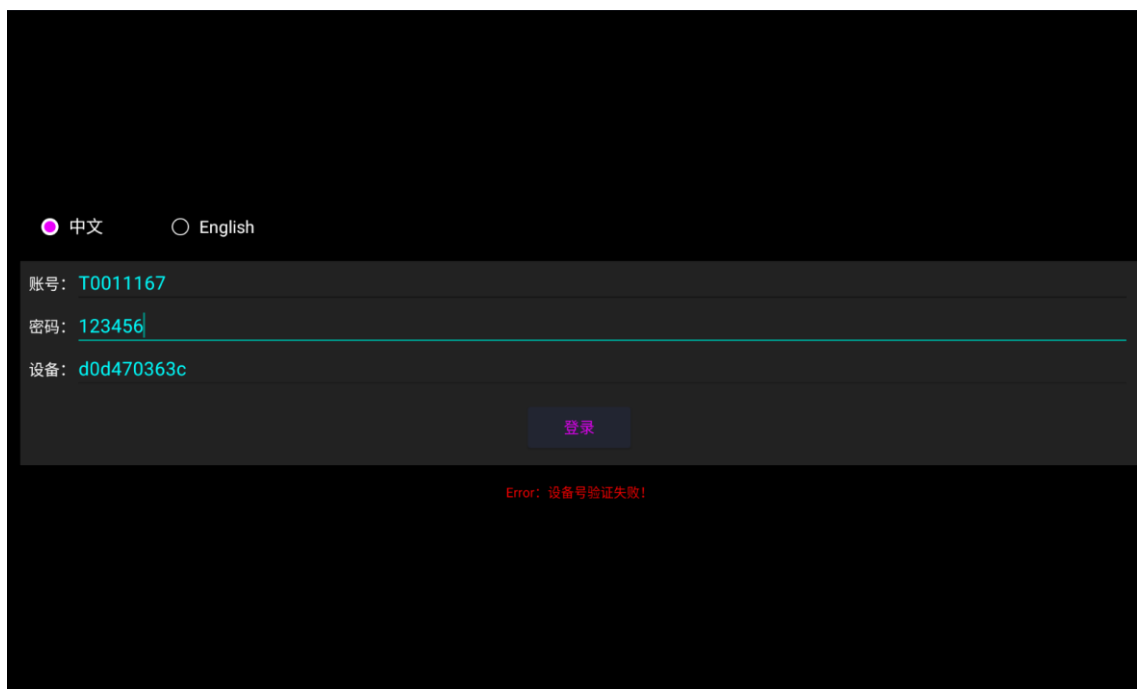 中文 English
账号：T0011167
密码：123456
设备：d0d470363c
登录
Error：设备号验证失败！